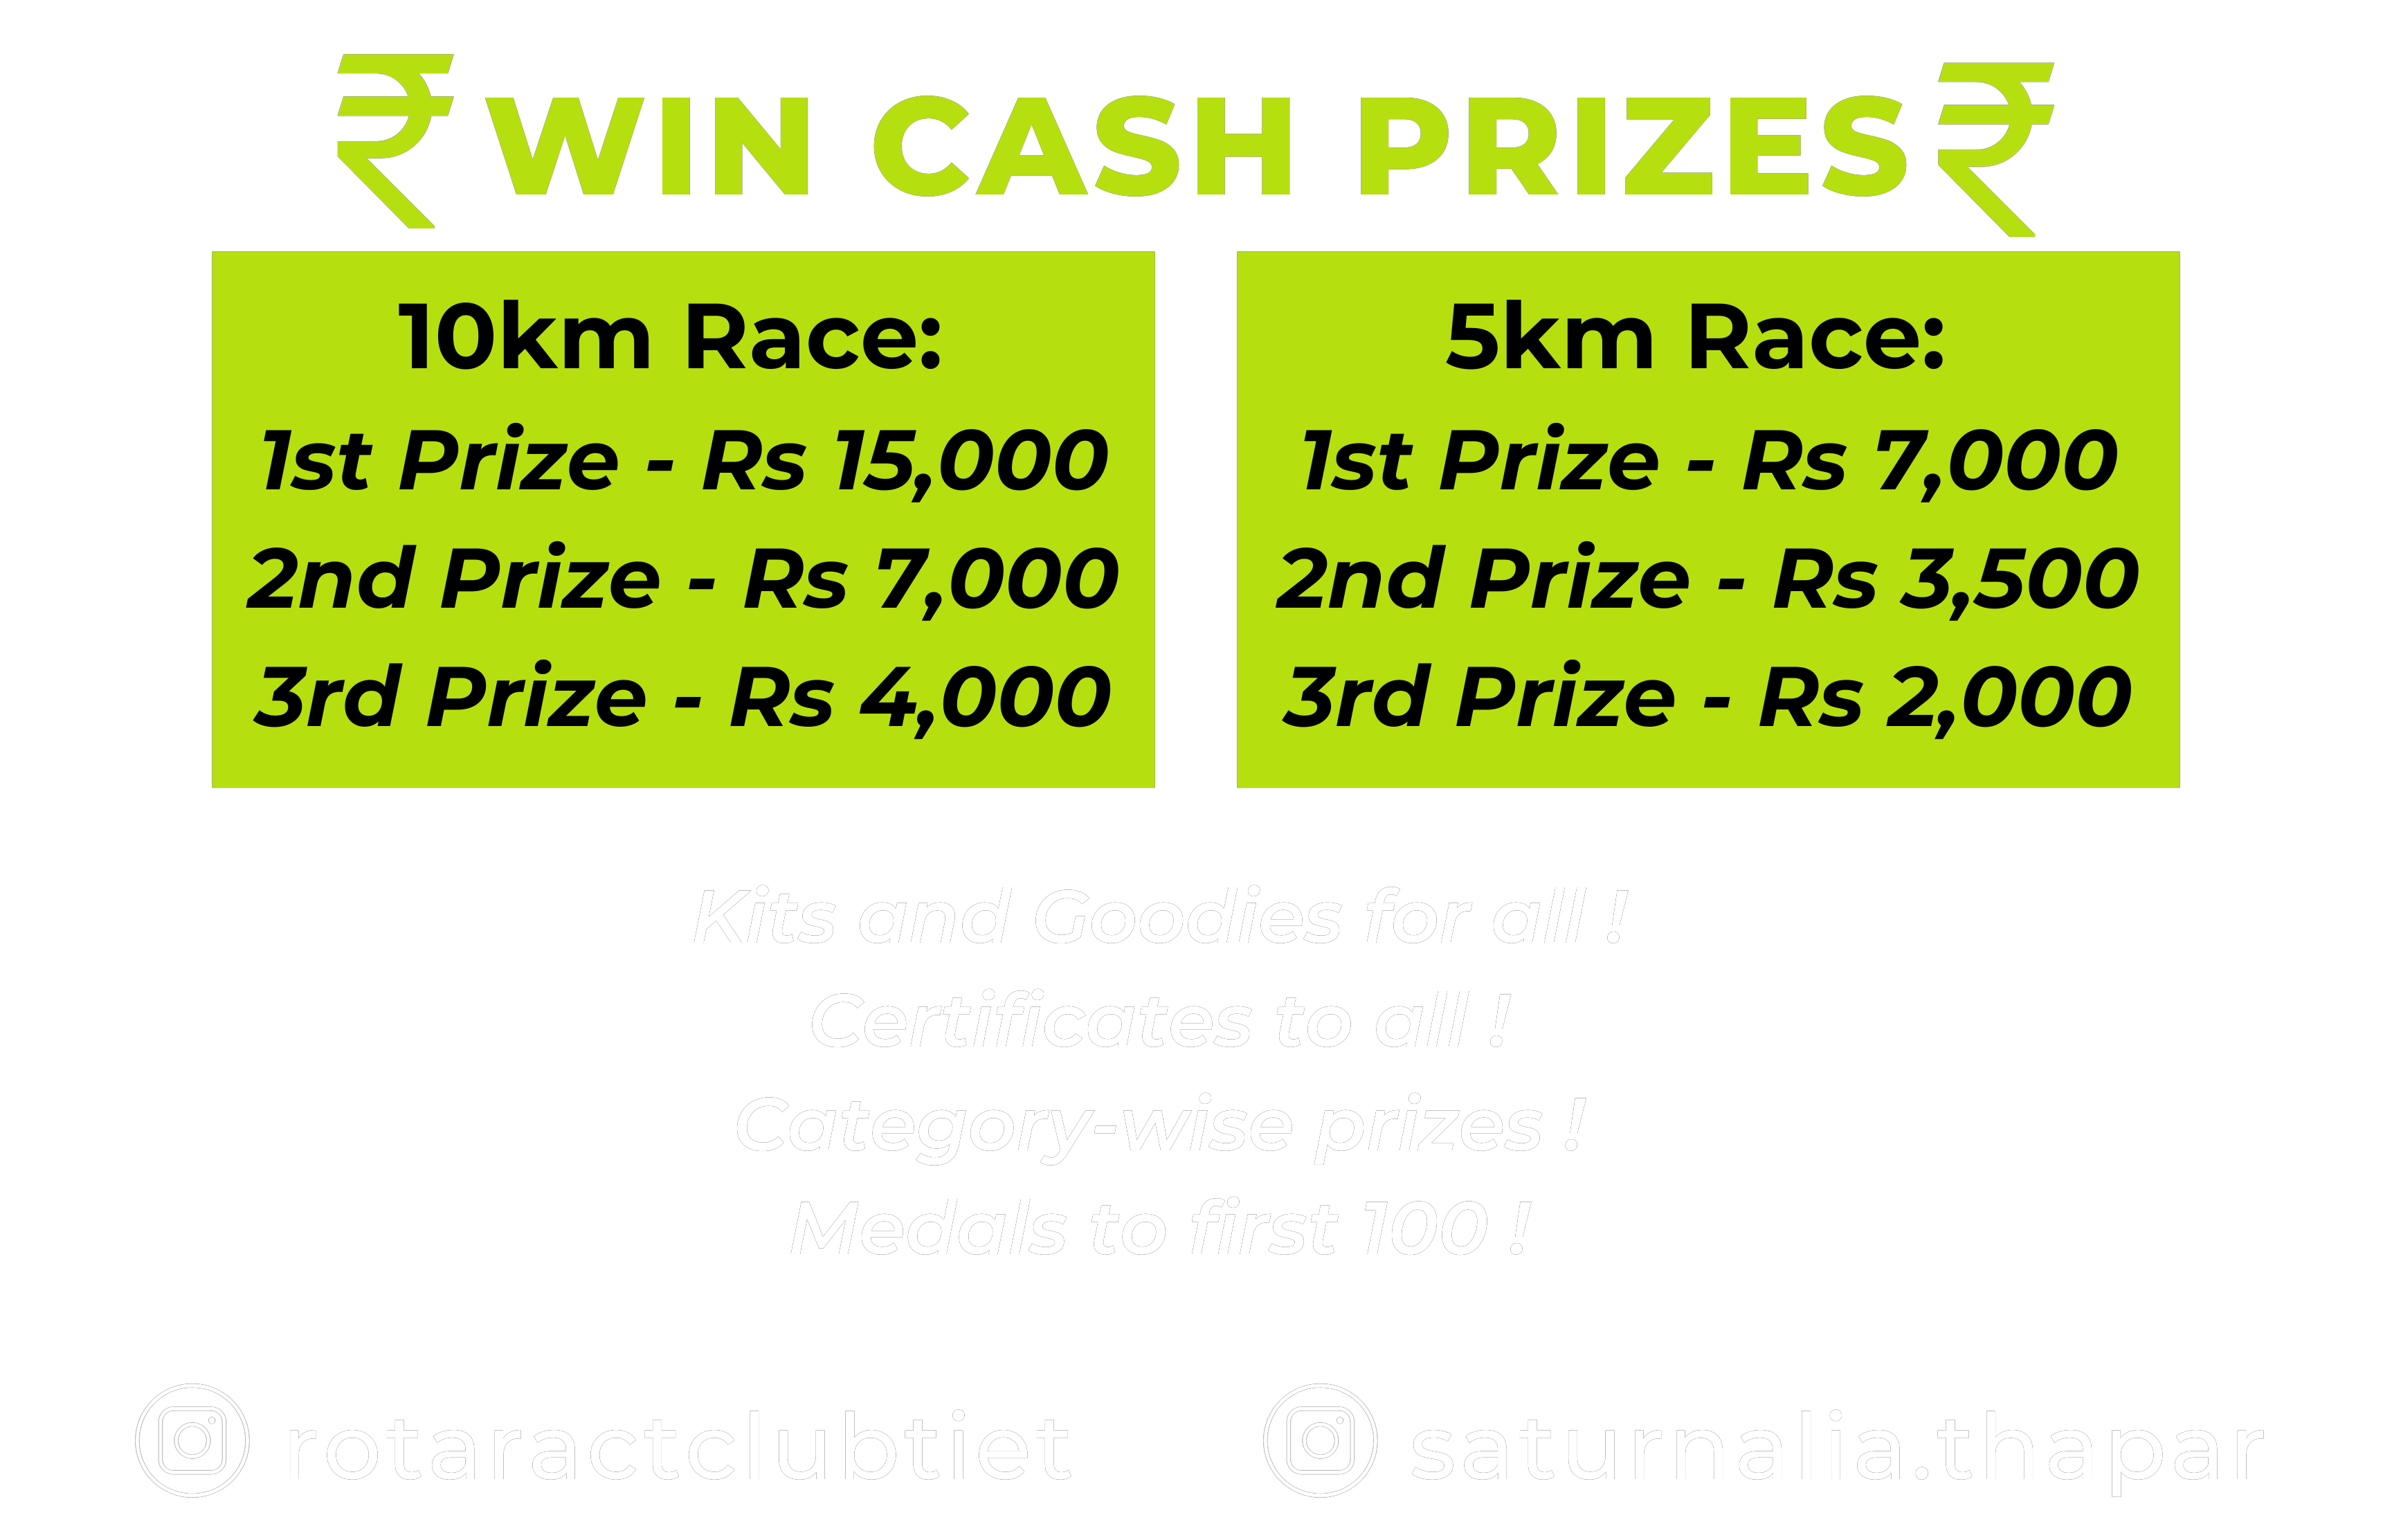 ₹ WIN CASH PRIZES ₹
10km Race:
1st Prize - Rs 15,000
2nd Prize - Rs 7,000
3rd Prize - Rs 4,000
5km Race:
1st Prize - Rs 7,000
2nd Prize - Rs 3,500
3rd Prize - Rs 2,000
Kits and Goodies for all !
Certificates to all !
Category-wise prizes !
Medals to first 100 !
rotaractclubtiet
saturnalia.thapar